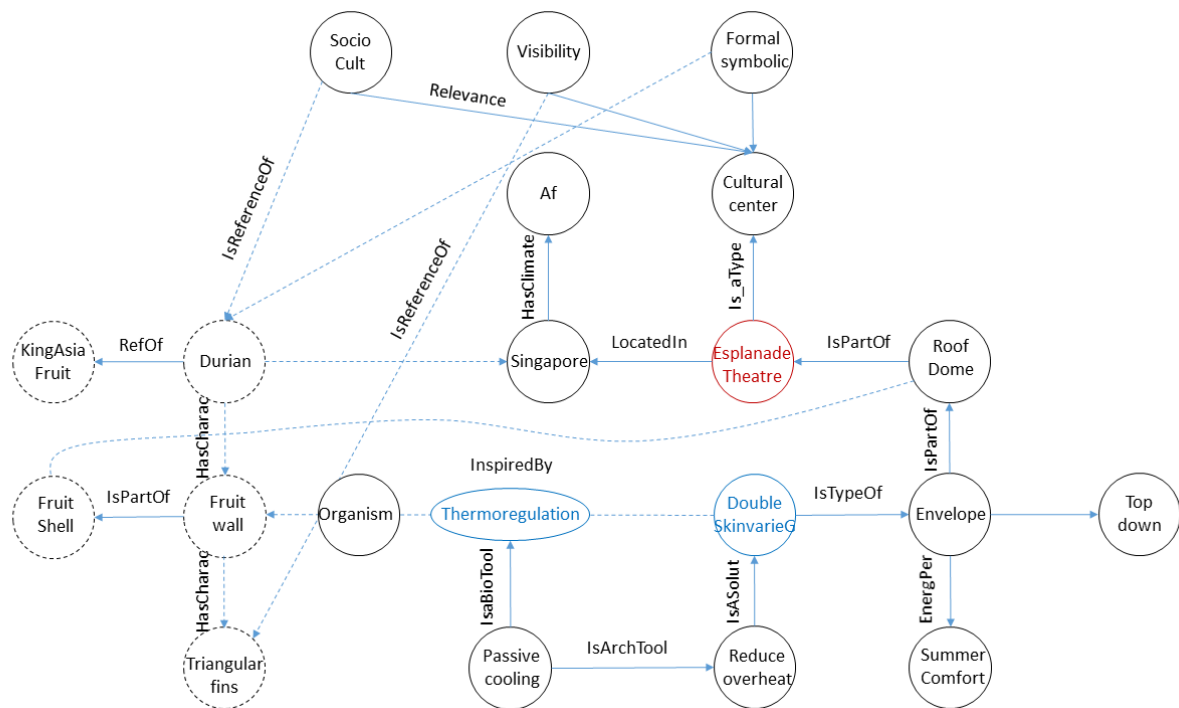 Socio
Cult
Visibility
Formal
symbolic
Relevance
IsReferenceOf
Af
Cultural
center
IsReferenceOf
HasClimate
Is_aType
KingAsia
Fruit
RefOf
Durian
Singapore
LocatedIn
Esplanade
Theatre
IsPartOf
Roof
Dome
HasCharac
IsPartOf
InspiredBy
Fruit
Shell
IsPartOf
Fruit
wall
Organism
Thermoregulation
Double
SkinvarieG
IsTypeOf
Envelope
Top
down
HasCharac
IsaBioTool
IsASolut
EnergPer
Triangular
fins
Passive
cooling
IsArchTool
Reduce
overheat
Summer
Comfort